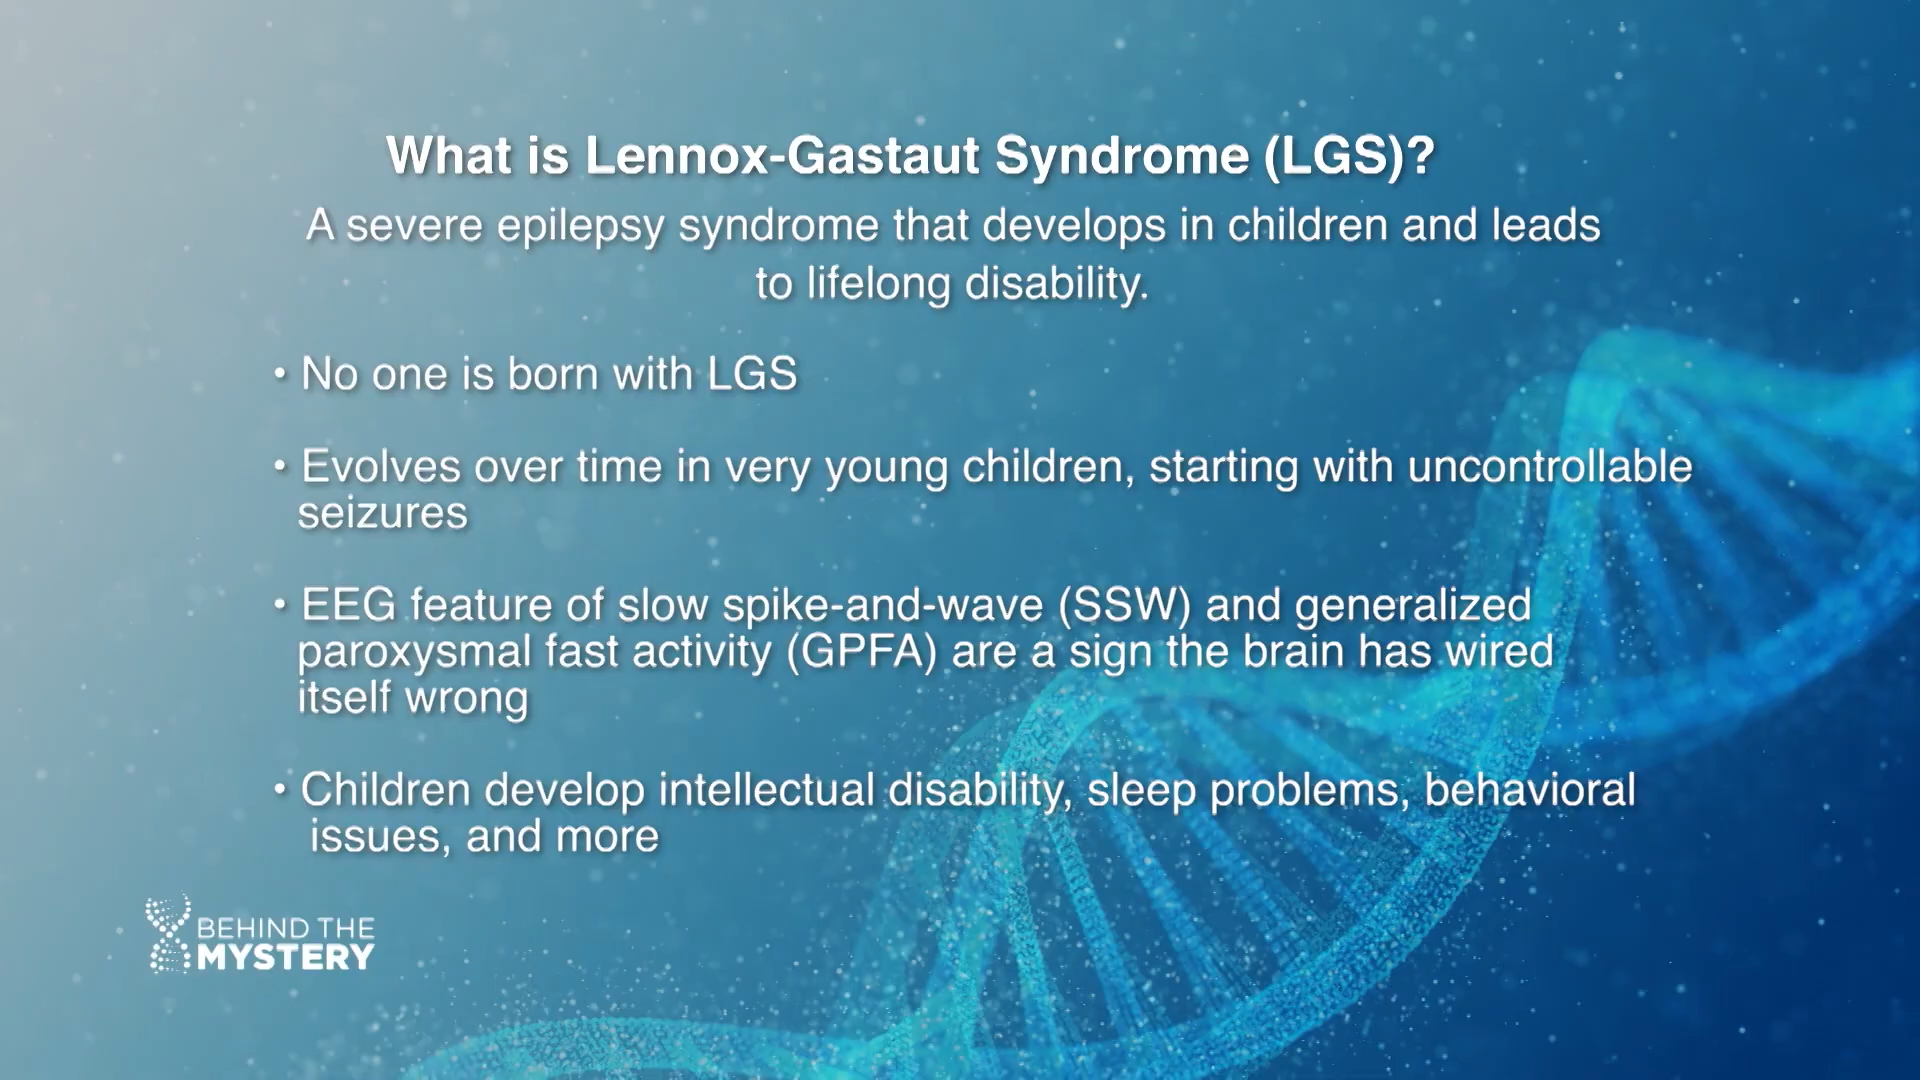 What is Lennox-Gastaut Syndrome (LGS)?
A severe epilepsy syndrome that develops in children and leads
to lifelong disability.
• No one is born with LGS
• Evolves over time in very young children, starting with uncontrollable
seizures
• EEG feature of slow spike-and-wave (SSW) and generalized
paroxysmal fast activity (GPFA) are a sign the brain has wired
itself wrong
• Children develop intellectual disability, sleep problems, behavioral
issues, and more
BEHIND THE
MYSTERY